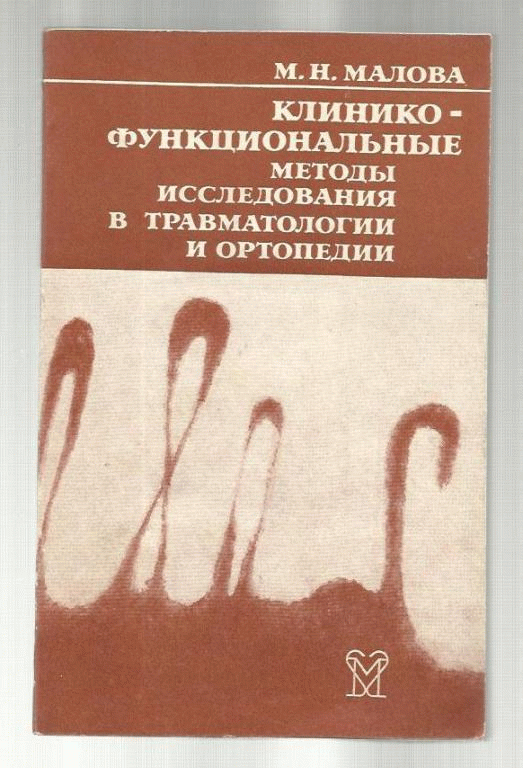 М. Н. МАЛОВА
КЛИНИКО-
ФУНКЦИОНАЛЬНЫЕ
МЕТОДЫ
ИССЛЕДОВАНИЯ
В ТРАВМАТОЛОГИИ
И ОРТОПЕДИИ
М